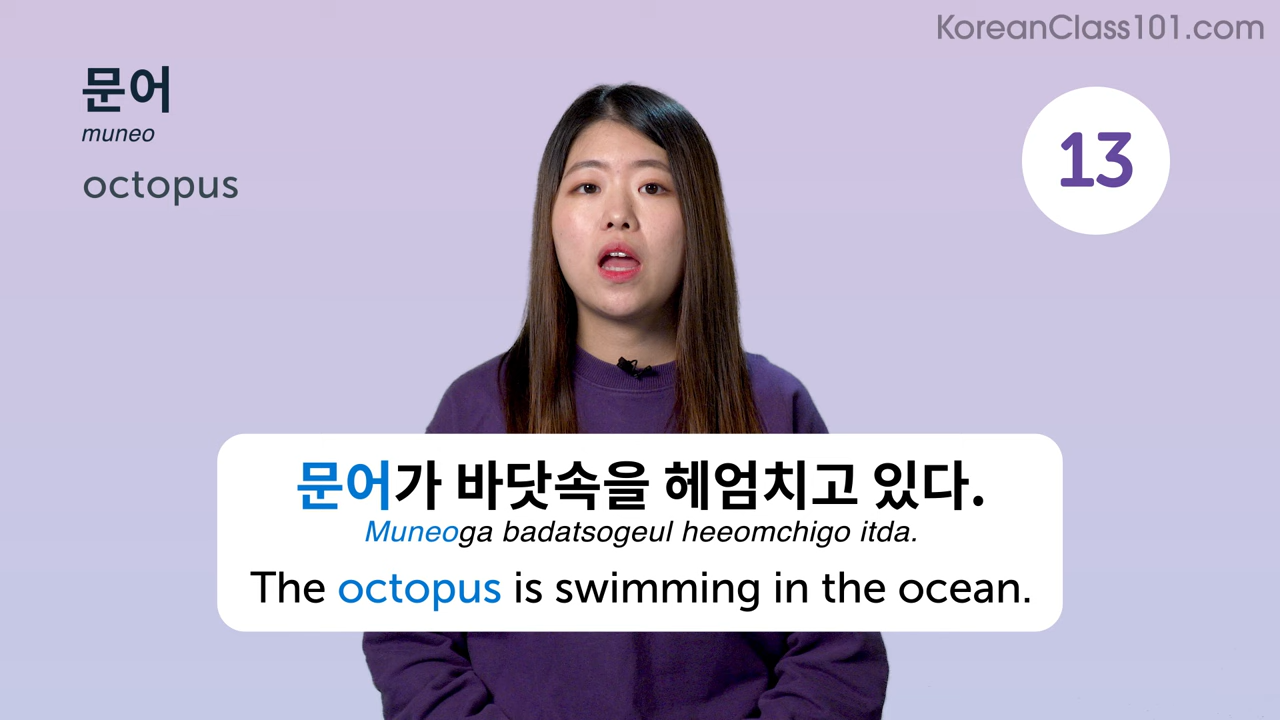 KoreanClass101.com
문어
muneo
octopus
13
문어가 바닷속을 헤엄치고 있다.
Muneoga badatsogeul heeomchigo itda.
The octopus is swimming in the ocean.